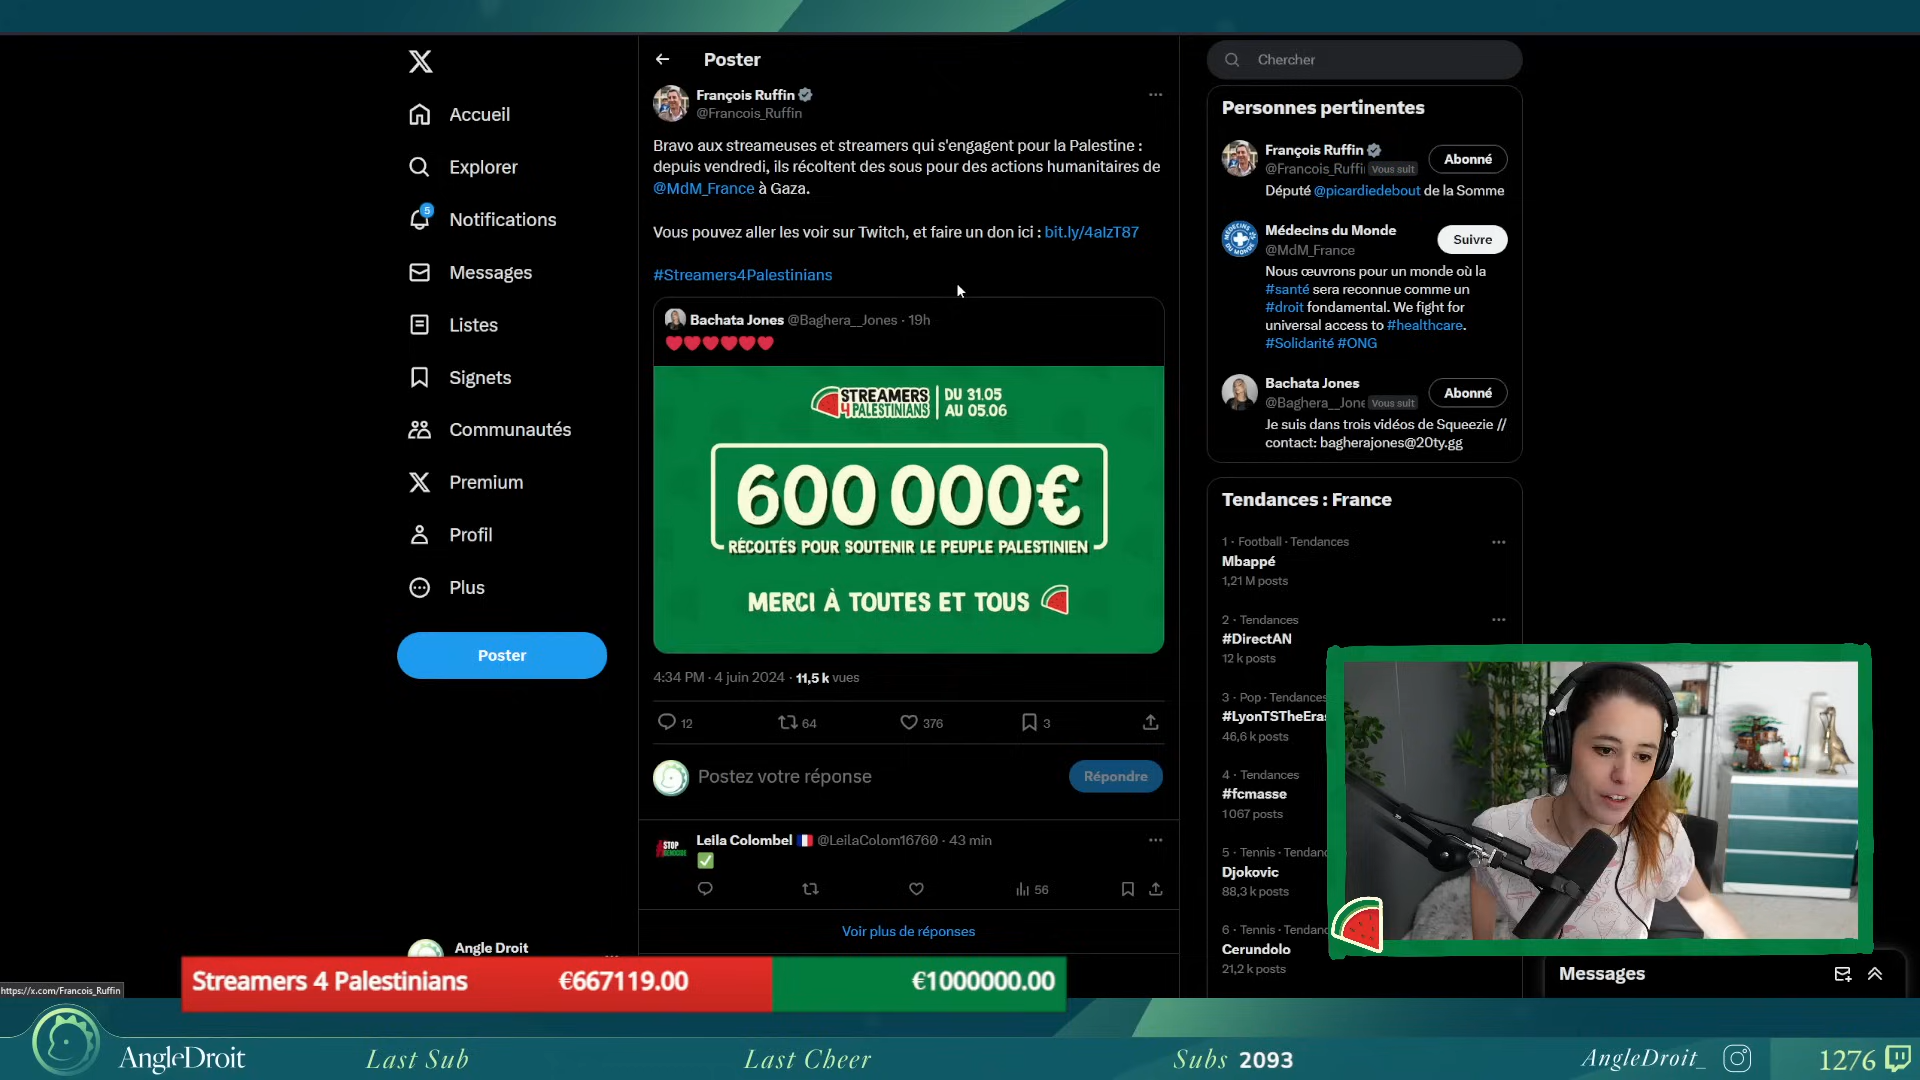 Accueil
Explorer
5
Notifications
Messages
Listes
Signets
Communautés
Premium
Profil
Plus
Poster
Angle Droit
Poster
François Ruffin
@Francois_Ruffin
Bravo aux streameuses et streamers qui s'engagent pour la Palestine :
depuis vendredi, ils récoltent des sous pour des actions humanitaires de
@MdM_France à Gaza.
Vous pouvez aller les voir sur Twitch, et faire un don ici : bit.ly/4alzT87
#Streamers4Palestinians
Bachata Jones @Baghera__Jones · 19h
STREAMERS
4 PALESTINIANS
DU 31.05
AU 05.06
600 000€
RÉCOLTÉS POUR SOUTENIR LE PEUPLE PALESTINIEN
MERCI À TOUTES ET TOUS
4:34 PM · 4 juin 2024 · 11,5 k vues
12
64
376
3
Postez votre réponse
Répondre
STOP
Leila Colombel @LeilaColom16760 · 43 min
56
Voir plus de réponses
Chercher
Personnes pertinentes
François Ruffin
@Francois_Ruffi Vous suit
Abonné
Député @picardiedebout de la Somme
MÉDECINS DU MONDE
Médecins du Monde
@MdM_France
Suivre
Nous œuvrons pour un monde où la
#santé sera reconnue comme un
#droit fondamental. We fight for
universal access to #healthcare.
#Solidarité #ONG
Bachata Jones
@Baghera__Jone Vous suit
Abonné
Je suis dans trois vidéos de Squeezie //
contact: bagherajones@20ty.gg
Tendances : France
1 · Football · Tendances
Mbappé
1,21 M posts
2 · Tendances
#DirectAN
12 k posts
3 · Pop · Tendances
#LyonTSTheEras
46,6 k posts
4 · Tendances
#fcmasse
1 067 posts
5 · Tennis · Tendanc
Djokovic
88,3 k posts
6 · Tennis · Tendanc
Cerundolo
21,2 k posts
Messages
https://x.com/Francois_Ruffin
Streamers 4 Palestinians €667119.00 €1000000.00
AngleDroit
Last Sub
Last Cheer
Subs 2093
AngleDroit_
1276